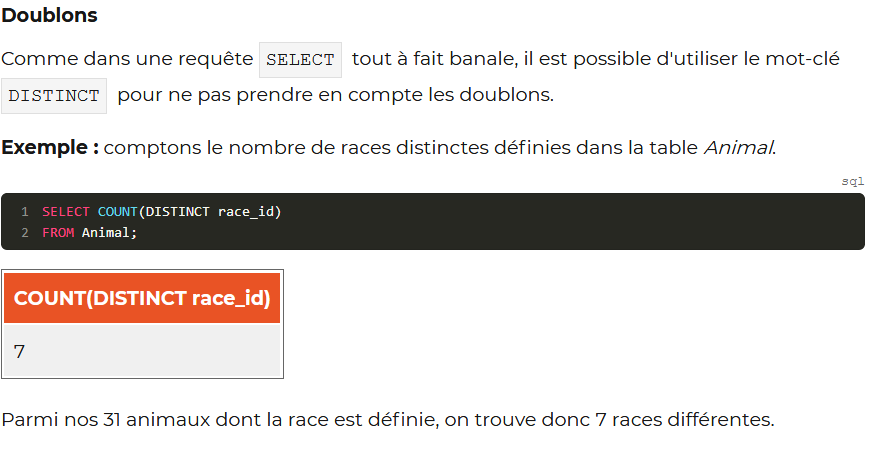 Doublons
Comme dans une requête SELECT tout à fait banale, il est possible d'utiliser le mot-clé
DISTINCT pour ne pas prendre en compte les doublons.
Exemple : comptons le nombre de races distinctes définies dans la table Animal.
sql
1 SELECT COUNT(DISTINCT race_id)
2 FROM Animal;
COUNT(DISTINCT race_id)
7
Parmi nos 31 animaux dont la race est définie, on trouve donc 7 races différentes.